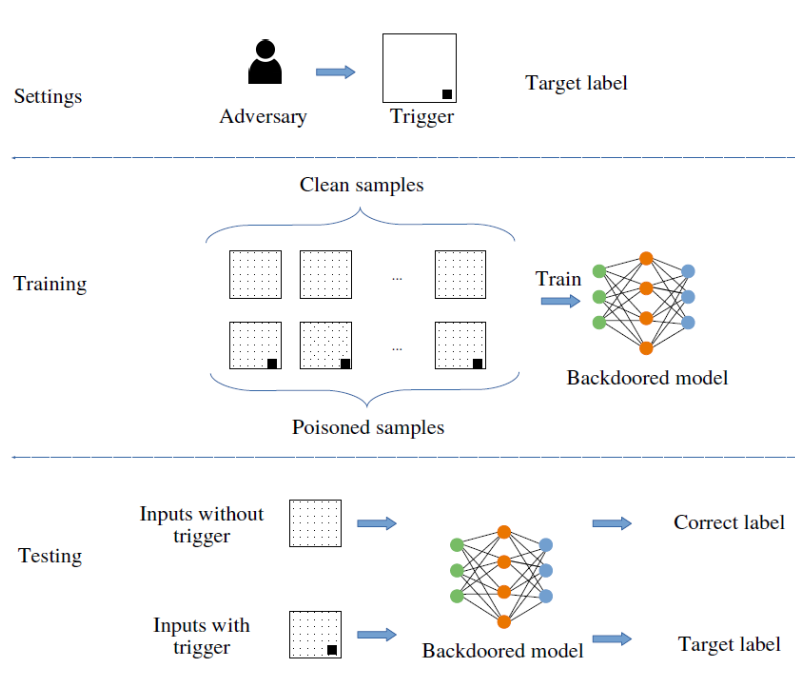 Settings
Adversary
Trigger
Target label
Clean samples
Training
...
Train
...
Backdoored model
Poisoned samples
Testing
Inputs without
trigger
Correct label
Inputs with
trigger
Backdoored model
Target label